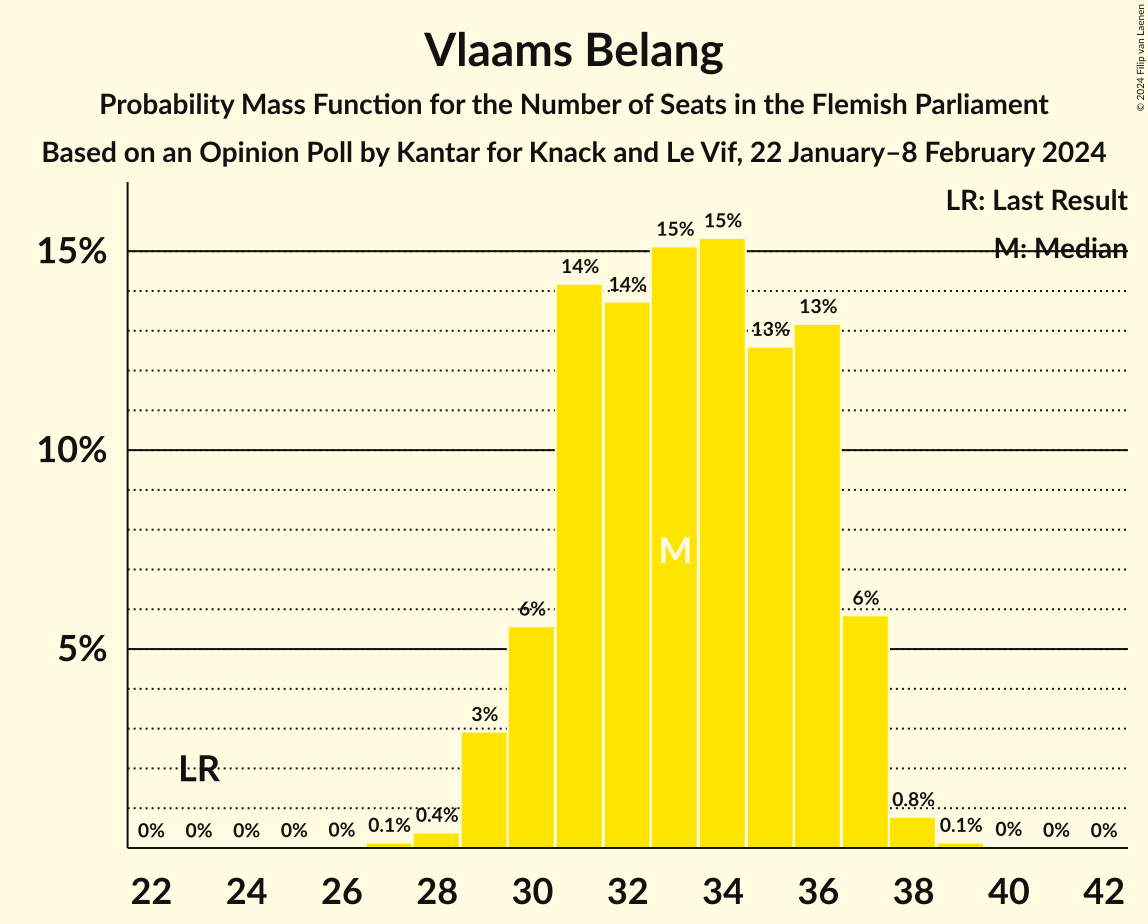 Vlaams Belang
Probability Mass Function for the Number of Seats in the Flemish Parliament
Based on an Opinion Poll by Kantar for Knack and Le Vif, 22 January–8 February 2024
© 2024 Filip van Laenen
LR: Last Result
M: Median
15%
10%
5%
0% 0% 0% 0% 0% 0.1% 0.4% 3% 6% 14% 14% 15% 15% 13% 13% 6% 0.8% 0.1% 0% 0% 0%
LR
M
22 24 26 28 30 32 34 36 38 40 42